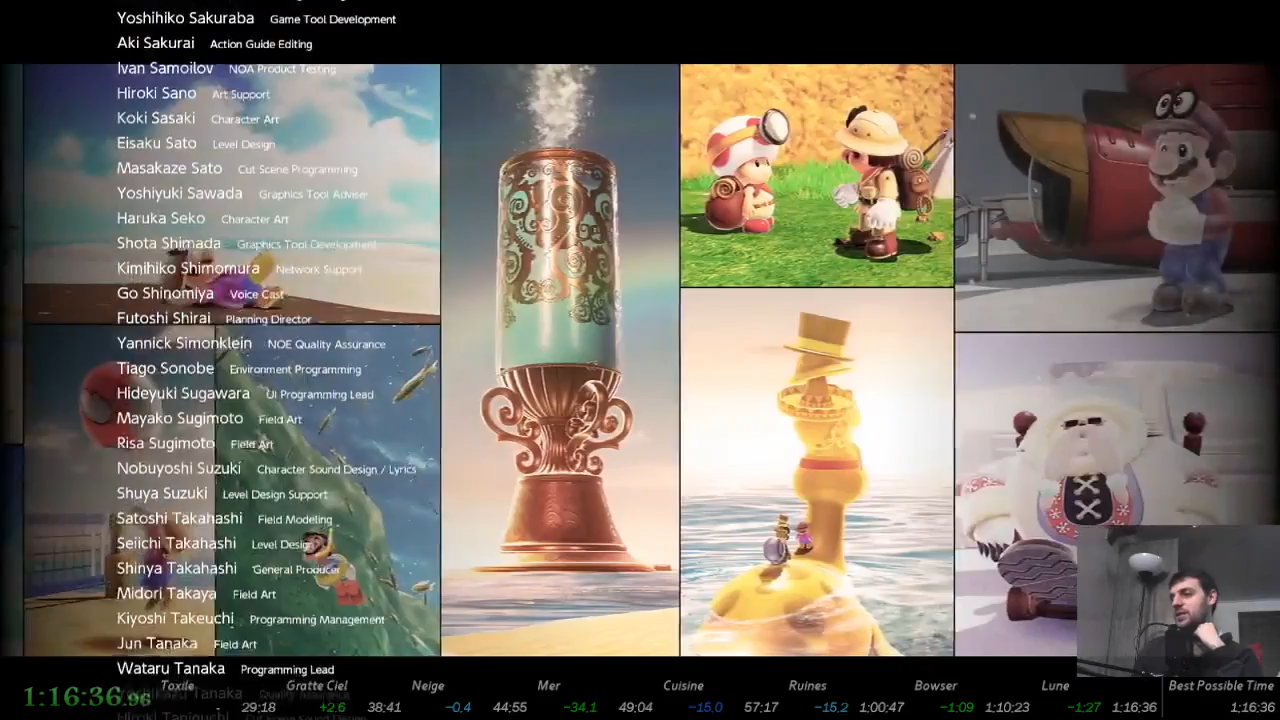 Yoshihiko Sakuraba Game Tool Development
Aki Sakurai Action Guide Editing
Ivan Samoilov NOA Product Testing
Hiroki Sano Art Support
Koki Sasaki Character Art
Eisaku Sato Level Design
Masakaze Sato Cut Scene Programming
Yoshiyuki Sawada Graphics Tool Adviser
Haruka Seko Character Art
Shota Shimada Graphics Tool Development
Kimihiko Shimomura Network Support
Go Shinomiya Voice Cast
Futoshi Shirai Planning Director
Yannick Simonklein NOE Quality Assurance
Tiago Sonobe Environment Programming
Hideyuki Sugawara UI Programming Lead
Mayako Sugimoto Field Art
Risa Sugimoto Field Art
Nobuyoshi Suzuki Character Sound Design / Lyrics
Shuya Suzuki Level Design Support
Satoshi Takahashi Field Modeling
Seiichi Takahashi Level Design
Shinya Takahashi General Producer
Midori Takaya Field Art
Kiyoshi Takeuchi Programming Management
Jun Tanaka Field Art
Wataru Tanaka Programming Lead
Tanaka Quality Assurance
Hiroki Taniguchi Cut Scene
1:16:36.96
Toxile Gratte Ciel Neige Mer Cuisine Ruines Bowser Lune Best Possible Time
- 29:18 +2.6 38:41 -0.4 44:55 -34.1 49:04 -15.0 57:17 -15.2 1:00:47 -1:09 1:10:23 -1:27 1:16:36 1:16:36